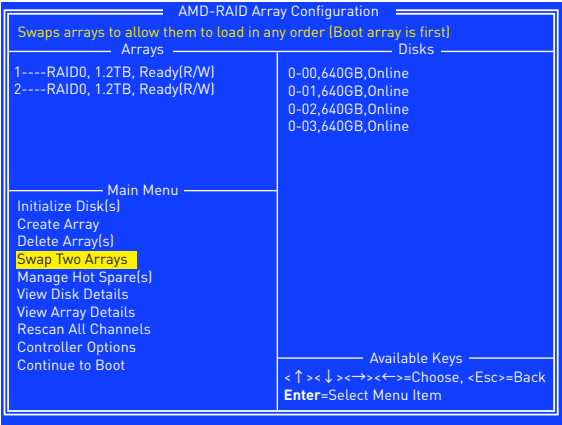 AMD-RAID Array Configuration
Swaps arrays to allow them to load in any order (Boot array is first)
Arrays
1----RAID0, 1.2TB, Ready(R/W)
2----RAID0, 1.2TB, Ready(R/W)
Disks
0-00,640GB,Online
0-01,640GB,Online
0-02,640GB,Online
0-03,640GB,Online
Main Menu
Initialize Disk(s)
Create Array
Delete Array(s)
Swap Two Arrays
Manage Hot Spare(s)
View Disk Details
View Array Details
Rescan All Channels
Controller Options
Continue to Boot
Available Keys
<↑><↓><→><←>=Choose, <Esc>=Back
Enter=Select Menu Item